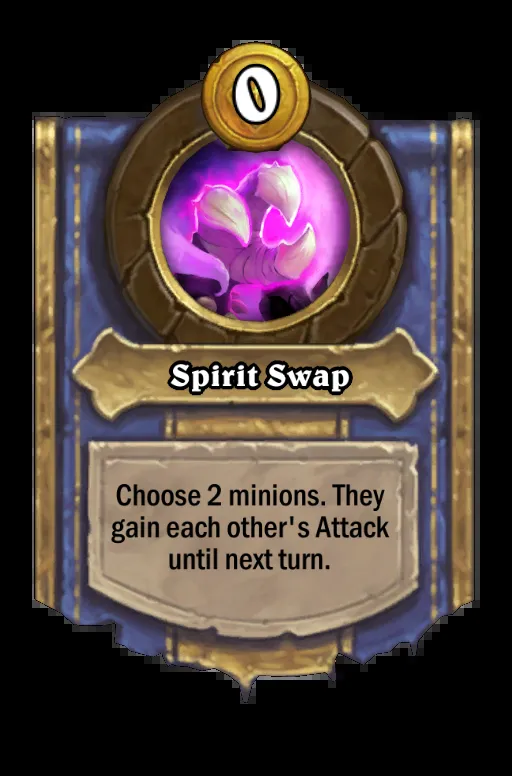 0
Spirit Swap
Choose 2 minions. They
gain each other's Attack
until next turn.